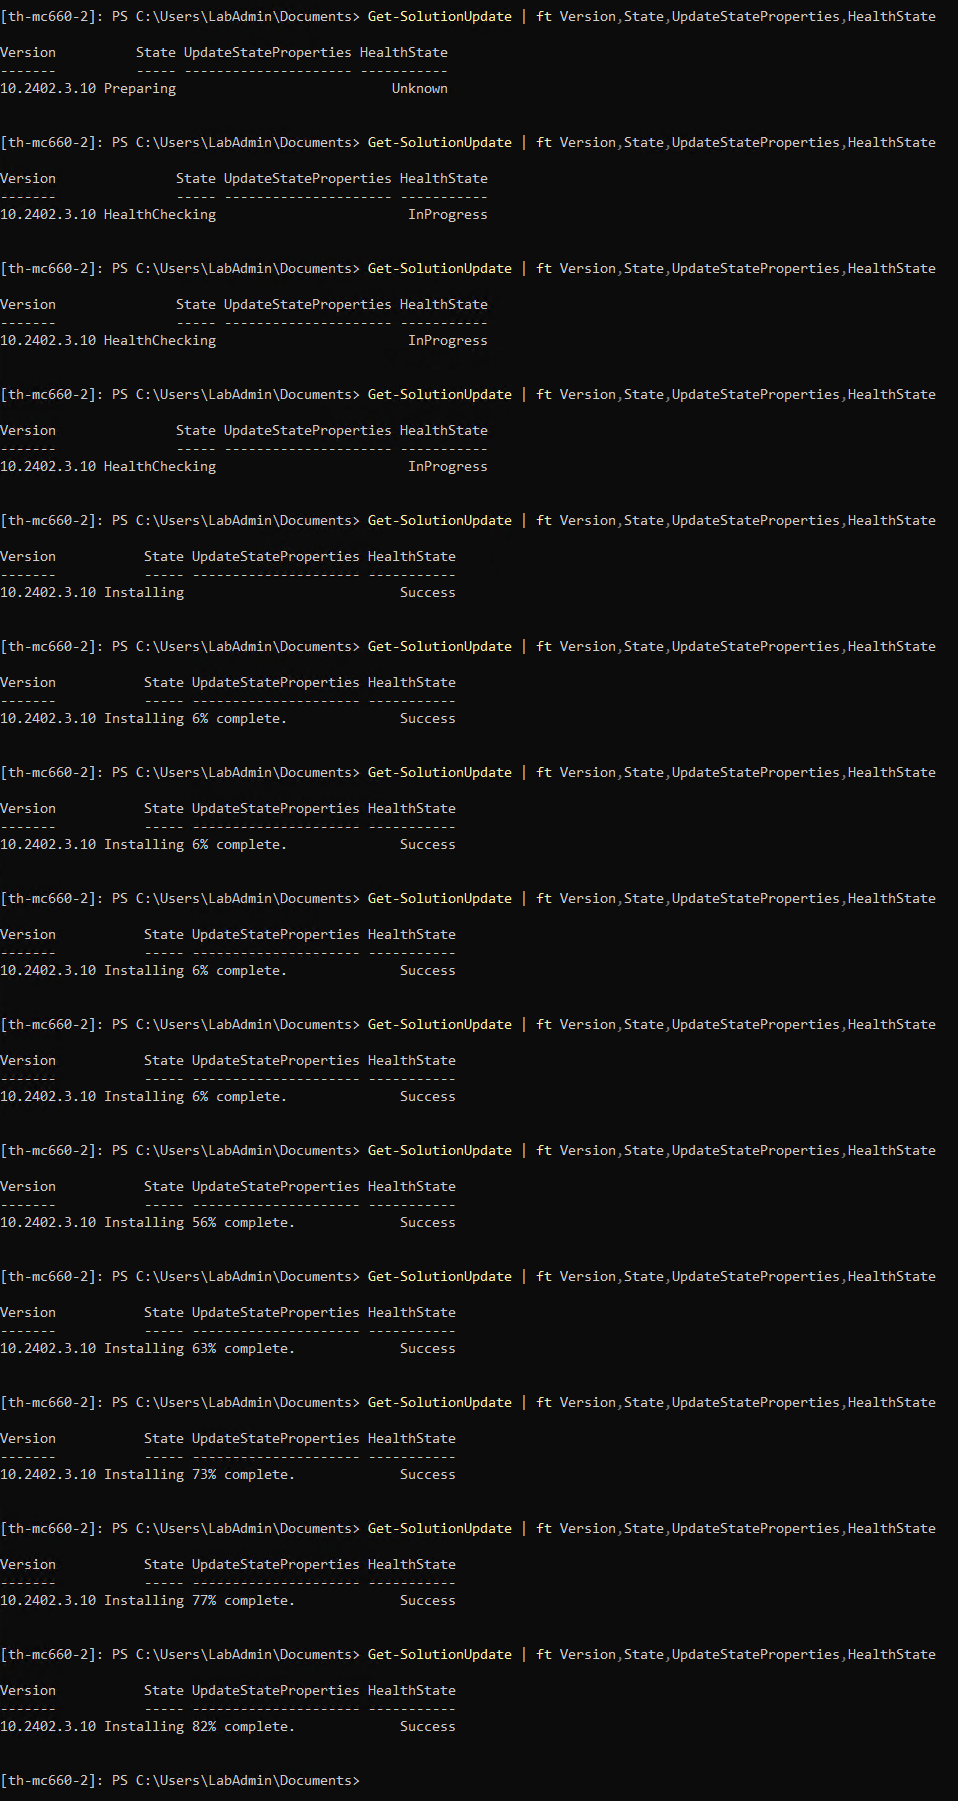 [th-mc660-2]: PS C:\Users\LabAdmin\Documents> Get-SolutionUpdate | ft Version,State,UpdateStateProperties,HealthState
Version          State UpdateStateProperties HealthState
-------          ----- --------------------- -----------
10.2402.3.10 Preparing                           Unknown
[th-mc660-2]: PS C:\Users\LabAdmin\Documents> Get-SolutionUpdate | ft Version,State,UpdateStateProperties,HealthState
Version               State UpdateStateProperties HealthState
-------               ----- --------------------- -----------
10.2402.3.10 HealthChecking                        InProgress
[th-mc660-2]: PS C:\Users\LabAdmin\Documents> Get-SolutionUpdate | ft Version,State,UpdateStateProperties,HealthState
Version               State UpdateStateProperties HealthState
-------               ----- --------------------- -----------
10.2402.3.10 HealthChecking                        InProgress
[th-mc660-2]: PS C:\Users\LabAdmin\Documents> Get-SolutionUpdate | ft Version,State,UpdateStateProperties,HealthState
Version               State UpdateStateProperties HealthState
-------               ----- --------------------- -----------
10.2402.3.10 HealthChecking                        InProgress
[th-mc660-2]: PS C:\Users\LabAdmin\Documents> Get-SolutionUpdate | ft Version,State,UpdateStateProperties,HealthState
Version           State UpdateStateProperties HealthState
-------           ----- --------------------- -----------
10.2402.3.10 Installing                           Success
[th-mc660-2]: PS C:\Users\LabAdmin\Documents> Get-SolutionUpdate | ft Version,State,UpdateStateProperties,HealthState
Version           State UpdateStateProperties HealthState
-------           ----- --------------------- -----------
10.2402.3.10 Installing 6% complete.              Success
[th-mc660-2]: PS C:\Users\LabAdmin\Documents> Get-SolutionUpdate | ft Version,State,UpdateStateProperties,HealthState
Version           State UpdateStateProperties HealthState
-------           ----- --------------------- -----------
10.2402.3.10 Installing 6% complete.              Success
[th-mc660-2]: PS C:\Users\LabAdmin\Documents> Get-SolutionUpdate | ft Version,State,UpdateStateProperties,HealthState
Version           State UpdateStateProperties HealthState
-------           ----- --------------------- -----------
10.2402.3.10 Installing 6% complete.              Success
[th-mc660-2]: PS C:\Users\LabAdmin\Documents> Get-SolutionUpdate | ft Version,State,UpdateStateProperties,HealthState
Version           State UpdateStateProperties HealthState
-------           ----- --------------------- -----------
10.2402.3.10 Installing 6% complete.              Success
[th-mc660-2]: PS C:\Users\LabAdmin\Documents> Get-SolutionUpdate | ft Version,State,UpdateStateProperties,HealthState
Version           State UpdateStateProperties HealthState
-------           ----- --------------------- -----------
10.2402.3.10 Installing 56% complete.             Success
[th-mc660-2]: PS C:\Users\LabAdmin\Documents> Get-SolutionUpdate | ft Version,State,UpdateStateProperties,HealthState
Version           State UpdateStateProperties HealthState
-------           ----- --------------------- -----------
10.2402.3.10 Installing 63% complete.             Success
[th-mc660-2]: PS C:\Users\LabAdmin\Documents> Get-SolutionUpdate | ft Version,State,UpdateStateProperties,HealthState
Version           State UpdateStateProperties HealthState
-------           ----- --------------------- -----------
10.2402.3.10 Installing 73% complete.             Success
[th-mc660-2]: PS C:\Users\LabAdmin\Documents> Get-SolutionUpdate | ft Version,State,UpdateStateProperties,HealthState
Version           State UpdateStateProperties HealthState
-------           ----- --------------------- -----------
10.2402.3.10 Installing 77% complete.             Success
[th-mc660-2]: PS C:\Users\LabAdmin\Documents> Get-SolutionUpdate | ft Version,State,UpdateStateProperties,HealthState
Version           State UpdateStateProperties HealthState
-------           ----- --------------------- -----------
10.2402.3.10 Installing 82% complete.             Success
[th-mc660-2]: PS C:\Users\LabAdmin\Documents>